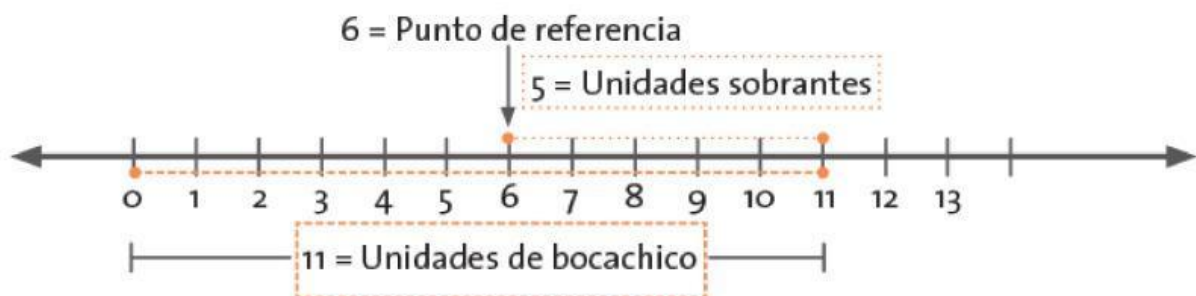 6 = Punto de referencia
5 = Unidades sobrantes
0 1 2 3 4 5 6 7 8 9 10 11 12 13
11 = Unidades de bocachico